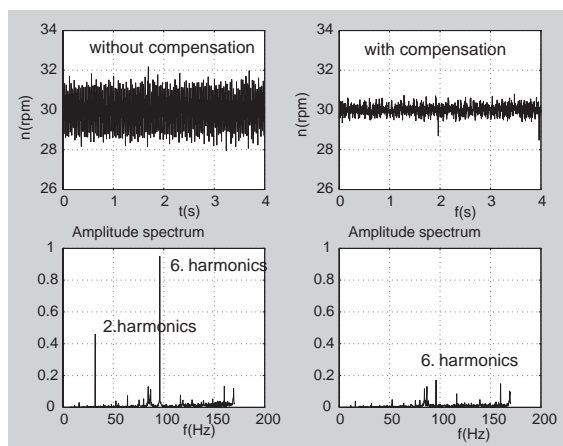 without compensation
n(rpm)
34
32
30
28
26
0 1 2 3 4
t(s)
with compensation
n(rpm)
34
32
30
28
26
0 1 2 3 4
f(s)
Amplitude spectrum
6. harmonics
2.harmonics
1
0.8
0.6
0.4
0.2
0
0 50 100 150 200
f(Hz)
Amplitude spectrum
6. harmonics
1
0.8
0.6
0.4
0.2
0
0 50 100 150 200
f(Hz)